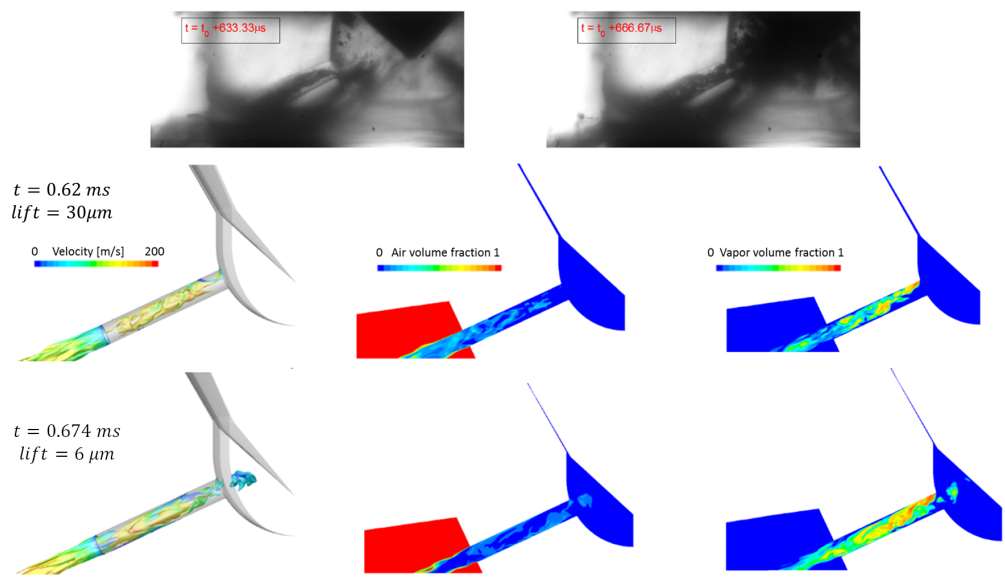 t = t0 +633.33μs
t = t0 +666.67μs
t = 0.62 ms
lift = 30μm
0 Velocity [m/s] 200
0 Air volume fraction 1
0 Vapor volume fraction 1
t = 0.674 ms
lift = 6 μm